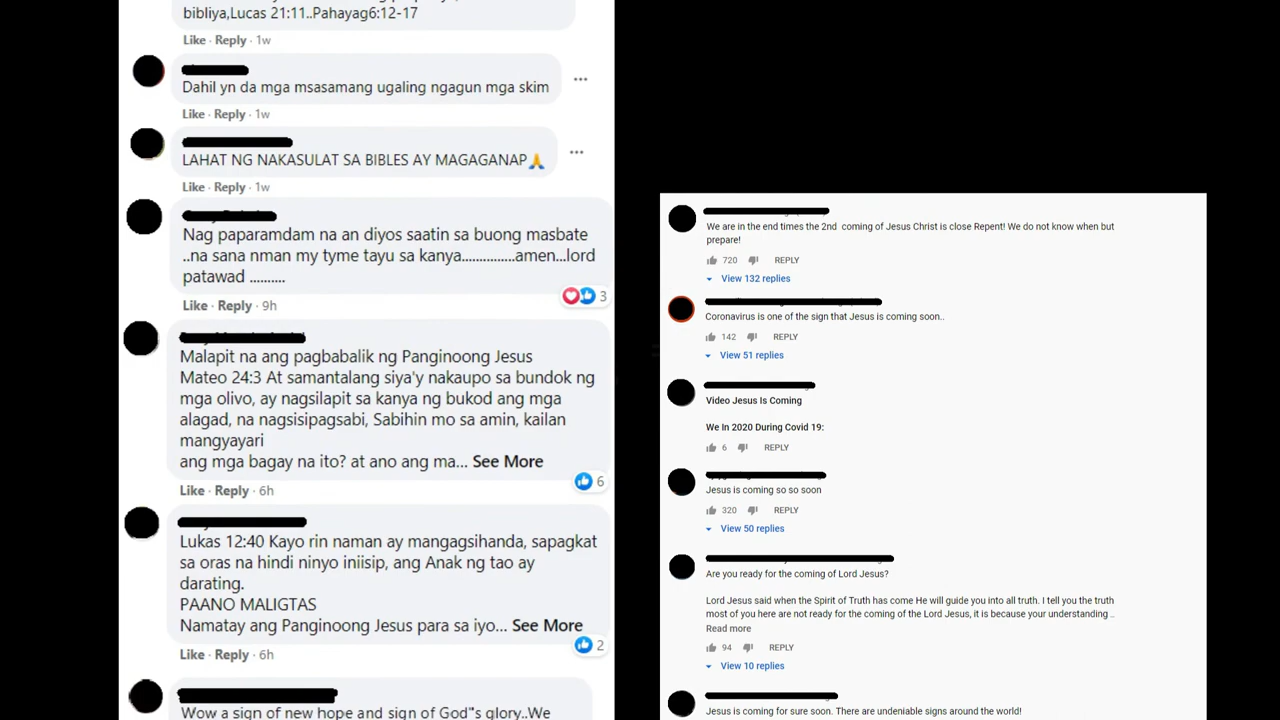 bibliya,Lucas 21:11..Pahayag6:12-17
Like · Reply · 1w
Dahil yn da mga msasamang ugaling ngagun mga skim
Like · Reply · 1w
LAHAT NG NAKASULAT SA BIBLES AY MAGAGANAP🙏
Like · Reply · 1w
Nag paparamdam na an diyos saatin sa buong masbate
..na sana nman my tyme tayu sa kanya...............amen...lord
patawad ..........
3
Like · Reply · 9h
Malapit na ang pagbabalik ng Panginoong Jesus
Mateo 24:3 At samantalang siya'y nakaupo sa bundok ng
mga olivo, ay nagsilapit sa kanya ng bukod ang mga
alagad, na nagsisipagsabi, Sabihin mo sa amin, kailan
mangyayari
ang mga bagay na ito? at ano ang ma... See More
6
Like · Reply · 6h
Lukas 12:40 Kayo rin naman ay mangagsihanda, sapagkat
sa oras na hindi ninyo iniisip, ang Anak ng tao ay
darating.
PAANO MALIGTAS
Namatay ang Panginoong Jesus para sa iyo... See More
2
Like · Reply · 6h
Wow a sign of new hope and sign of God"s glory..We
We are in the end times the 2nd coming of Jesus Christ is close Repent! We do not know when but
prepare!
720 REPLY
View 132 replies
Coronavirus is one of the sign that Jesus is coming soon..
142 REPLY
View 51 replies
Video Jesus Is Coming
We In 2020 During Covid 19:
6 REPLY
Jesus is coming so so soon
320 REPLY
View 50 replies
Are you ready for the coming of Lord Jesus?
Lord Jesus said when the Spirit of Truth has come He will guide you into all truth. I tell you the truth
most of you here are not ready for the coming of the Lord Jesus, it is because your understanding ..
Read more
94 REPLY
View 10 replies
Jesus is coming for sure soon. There are undeniable signs around the world!